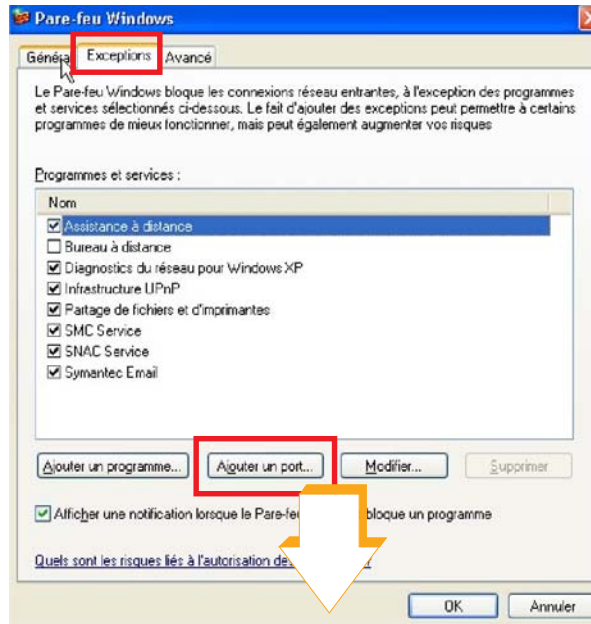 Pare-feu Windows
Général Exceptions Avancé
Le Pare-feu Windows bloque les connexions réseau entrantes, à l'exception des programmes
et services sélectionnés ci-dessous. Le fait d'ajouter des exceptions peut permettre à certains
programmes de mieux fonctionner, mais peut également augmenter vos risques
Programmes et services :
Nom
Assistance à distance
Bureau à distance
Diagnostics du réseau pour Windows XP
Infrastructure UPnP
Partage de fichiers et d'imprimantes
SMC Service
SNAC Service
Symantec Email
Ajouter un programme... Ajouter un port... Modifier... Supprimer
Afficher une notification lorsque le Pare-feu bloque un programme
Quels sont les risques liés à l'autorisation
OK Annuler